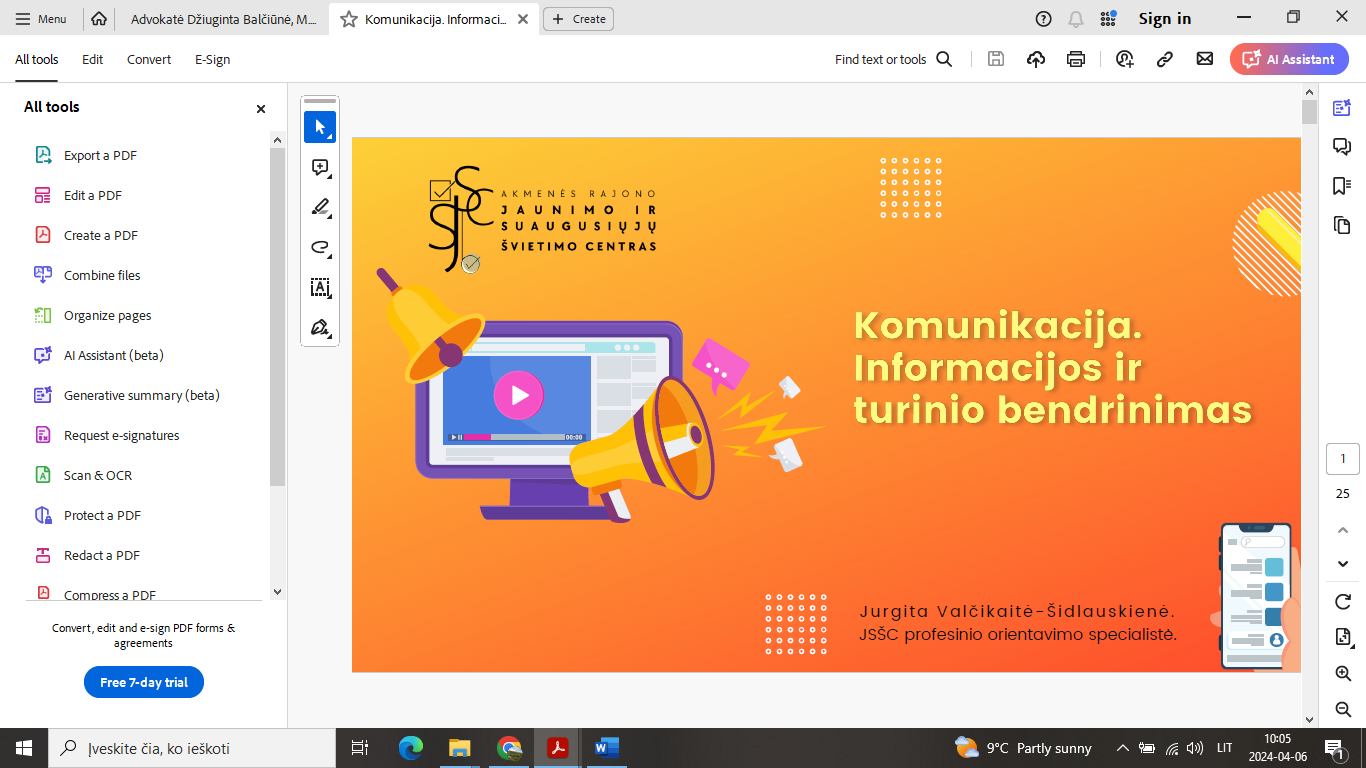 Menu
Advokatė Džiuginta Balčiūnė, M...
Komunikacija. Informaci...
Create
Sign in
All tools
Edit
Convert
E-Sign
Find text or tools
AI Assistant
All tools
Export a PDF
Edit a PDF
Create a PDF
Combine files
Organize pages
AI Assistant (beta)
Generative summary (beta)
Request e-signatures
Scan & OCR
Protect a PDF
Redact a PDF
Compress a PDF
Convert, edit and e-sign PDF forms &
agreements
Free 7-day trial
AKMENĖS RAJONO
JAUNIMO IR
SUAUGUSIŲJŲ
ŠVIETIMO CENTRAS
00:00
Komunikacija.
Informacijos ir
turinio bendrinimas
Jurgita Valčikaitė-Šidlauskienė.
JSŠC profesinio orientavimo specialistė.
1
25
Įveskite čia, ko ieškoti
9°C Partly sunny
LIT
10:05
2024-04-06
1